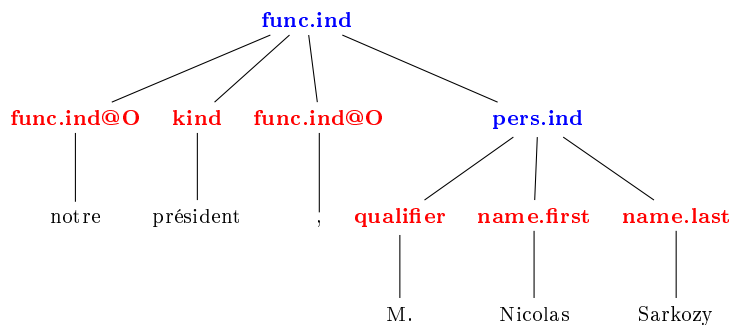 func.ind
func.ind@O kind func.ind@O pers.ind
notre président , qualifier name.first name.last
M. Nicolas Sarkozy